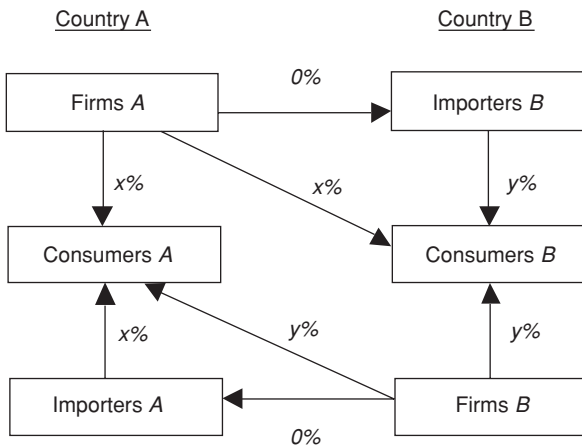 Country A
Country B
0%
Firms A
Importers B
x%
x%
y%
Consumers A
Consumers B
x%
y%
y%
Importers A
Firms B
0%